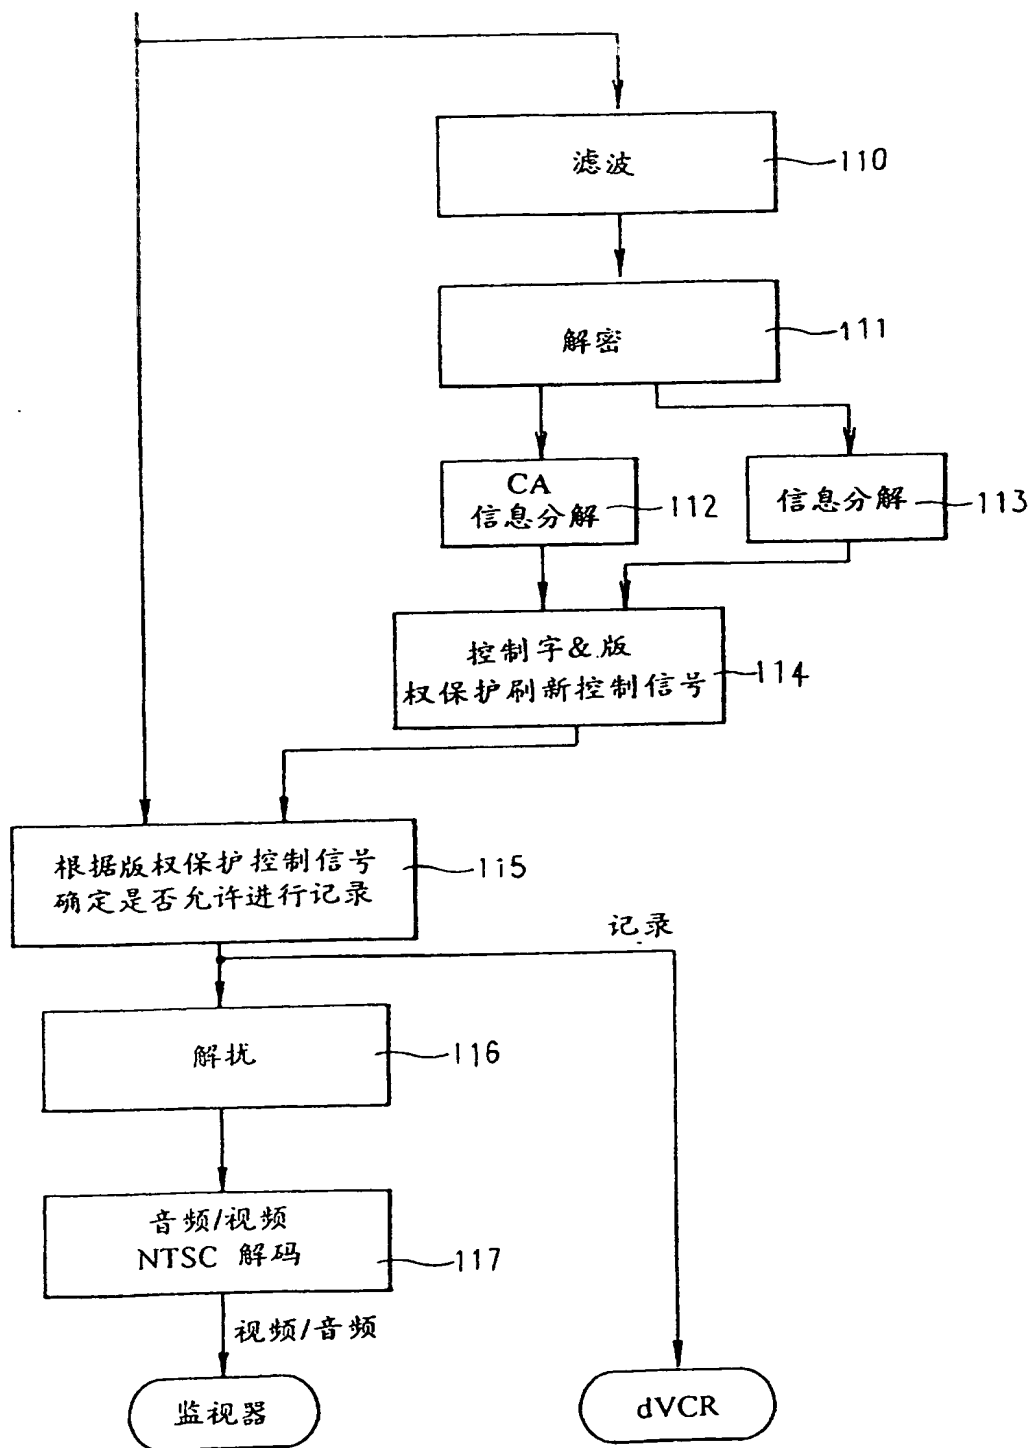 滤波
110
解密
111
CA
信息分解
112
信息分解
113
控制字&版
权保护刷新控制信号
114
根据版权保护控制信号
确定是否允许进行记录
115
记录
解扰
116
音频/视频
NTSC 解码
117
视频/音频
监视器
dVCR